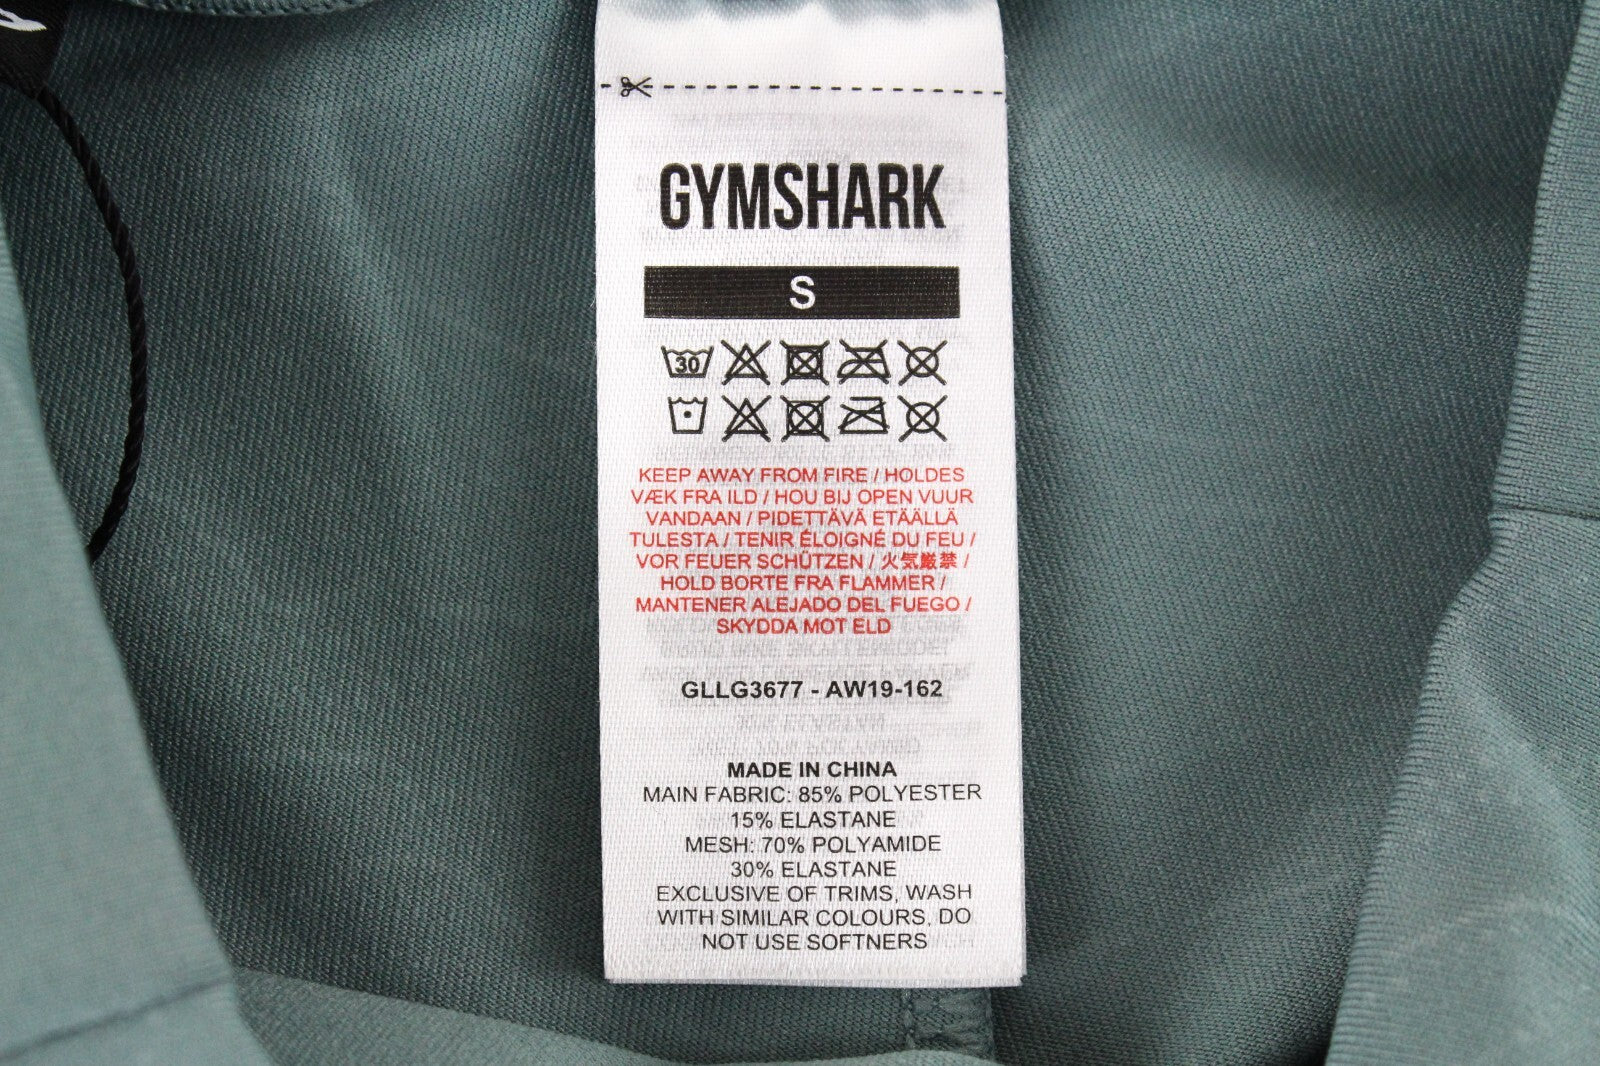 GYMSHARK
S
30
KEEP AWAY FROM FIRE / HOLDES
VÆK FRA ILD / HOU BIJ OPEN VUUR
VANDAAN / PIDETTÄVÄ ETÄÄLLÄ
TULESTA / TENIR ÉLOIGNÉ DU FEU /
VOR FEUER SCHÜTZEN / 火気厳禁 /
HOLD BORTE FRA FLAMMER /
MANTENER ALEJADO DEL FUEGO /
SKYDDA MOT ELD
GLLG3677 - AW19-162
MADE IN CHINA
MAIN FABRIC: 85% POLYESTER
15% ELASTANE
MESH: 70% POLYAMIDE
30% ELASTANE
EXCLUSIVE OF TRIMS, WASH
WITH SIMILAR COLOURS, DO
NOT USE SOFTNERS